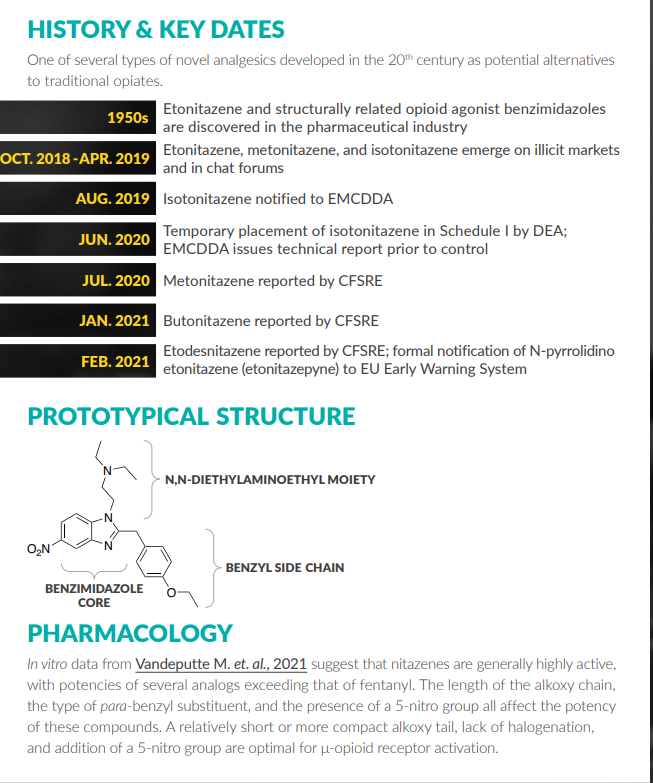 HISTORY & KEY DATES
One of several types of novel analgesics developed in the 20th century as potential alternatives
to traditional opiates.
1950s
Etonitazene and structurally related opioid agonist benzimidazoles
are discovered in the pharmaceutical industry
OCT. 2018 - APR. 2019
Etonitazene, metonitazene, and isotonitazene emerge on illicit markets
and in chat forums
AUG. 2019
Isotonitazene notified to EMCDDA
JUN. 2020
Temporary placement of isotonitazene in Schedule I by DEA;
EMCDDA issues technical report prior to control
JUL. 2020
Metonitazene reported by CFSRE
JAN. 2021
Butonitazene reported by CFSRE
FEB. 2021
Etodesnitazene reported by CFSRE; formal notification of N-pyrrolidino
etonitazene (etonitazepyne) to EU Early Warning System
PROTOTYPICAL STRUCTURE
N
N,N-DIETHYLAMINOETHYL MOIETY
N
O₂N
N
BENZYL SIDE CHAIN
BENZIMIDAZOLE
CORE
O
PHARMACOLOGY
In vitro data from Vandeputte M. et. al., 2021 suggest that nitazenes are generally highly active,
with potencies of several analogs exceeding that of fentanyl. The length of the alkoxy chain,
the type of para-benzyl substituent, and the presence of a 5-nitro group all affect the potency
of these compounds. A relatively short or more compact alkoxy tail, lack of halogenation,
and addition of a 5-nitro group are optimal for μ-opioid receptor activation.